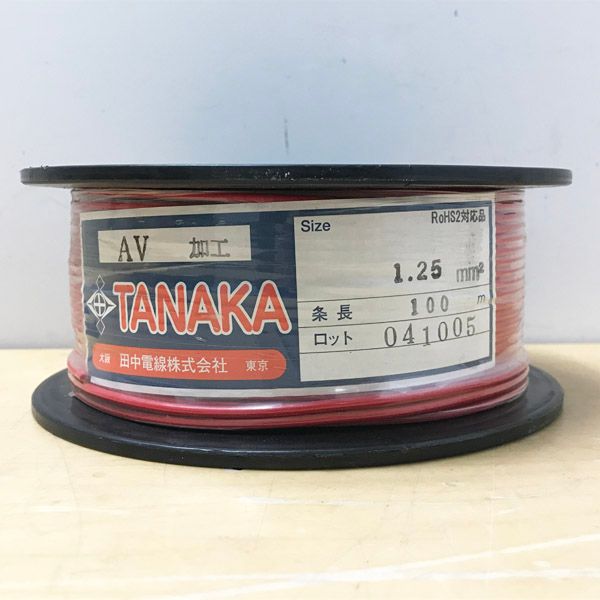 AV 加工
TANAKA
大阪 田中電線株式会社 東京
RoHS2対応品
Size
1.25 mm²
条長 100 m
ロット 041005